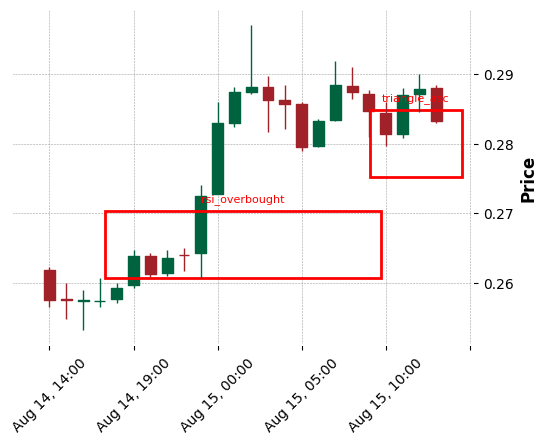 0.29
triangle_
0.28
Price
rsi_overbought
0.27
0.26
Aug 14, 14:00
Aug 14, 19:00
Aug 15, 00:00
Aug 15, 05:00
Aug 15, 10:00